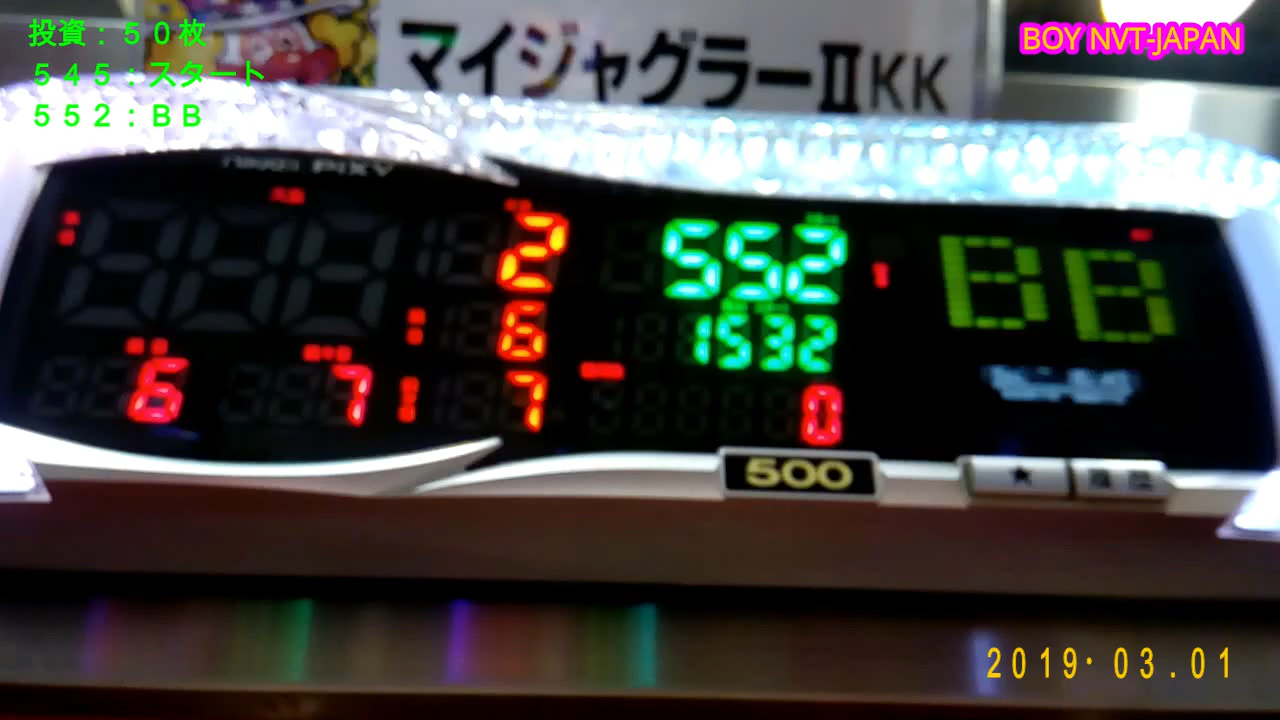 投資：５０枚
５４５：スタート
５５２：ＢＢ
BOY NVT-JAPAN
マイジャグラーⅡKK
PIXY
2
552
BB
6
1532
6
7
7
0
500
★
2019・03.01